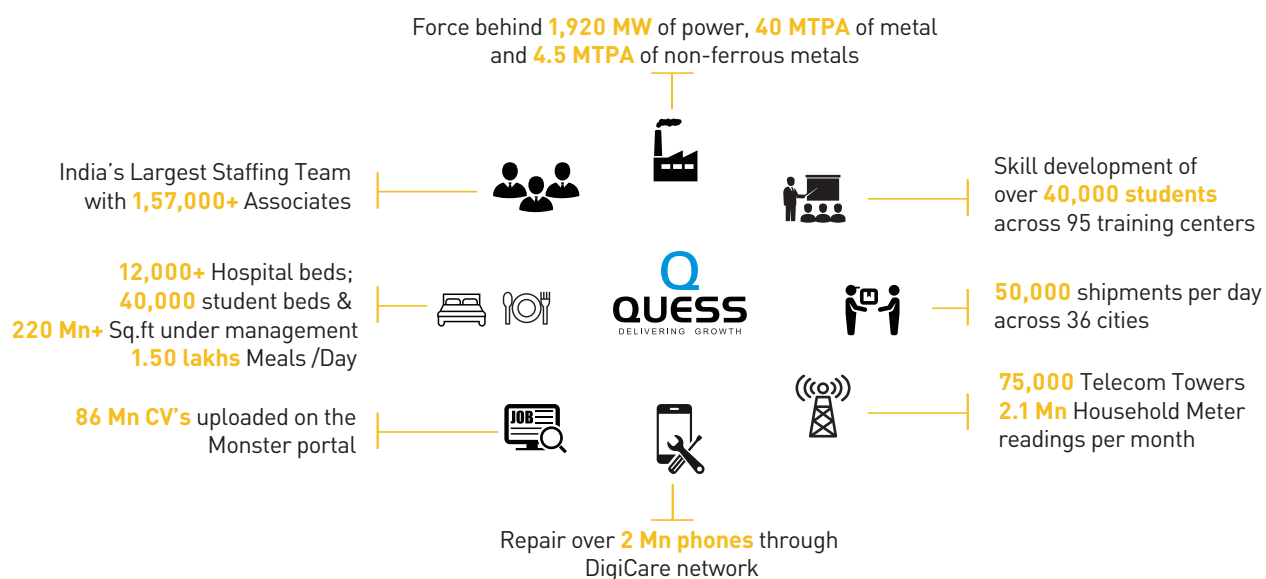 Force behind 1,920 MW of power, 40 MTPA of metal
and 4.5 MTPA of non-ferrous metals
India's Largest Staffing Team
with 1,57,000+ Associates
Skill development of
over 40,000 students
across 95 training centers
12,000+ Hospital beds;
40,000 student beds &
220 Mn+ Sq.ft under management
1.50 lakhs Meals /Day
Q
QUESS
DELIVERING GROWTH
50,000 shipments per day
across 36 cities
86 Mn CV's uploaded on the
Monster portal
JOB
75,000 Telecom Towers
2.1 Mn Household Meter
readings per month
Repair over 2 Mn phones through
DigiCare network